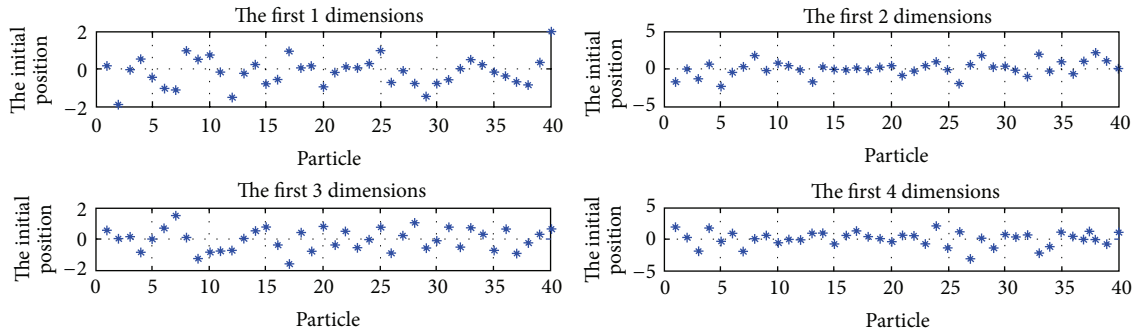 The first 1 dimensions
The initial
position
2
0
−2
0 5 10 15 20 25 30 35 40
Particle
The first 2 dimensions
The initial
position
5
0
−5
0 5 10 15 20 25 30 35 40
Particle
The first 3 dimensions
The initial
position
2
0
−2
0 5 10 15 20 25 30 35 40
Particle
The first 4 dimensions
The initial
position
5
0
−5
0 5 10 15 20 25 30 35 40
Particle